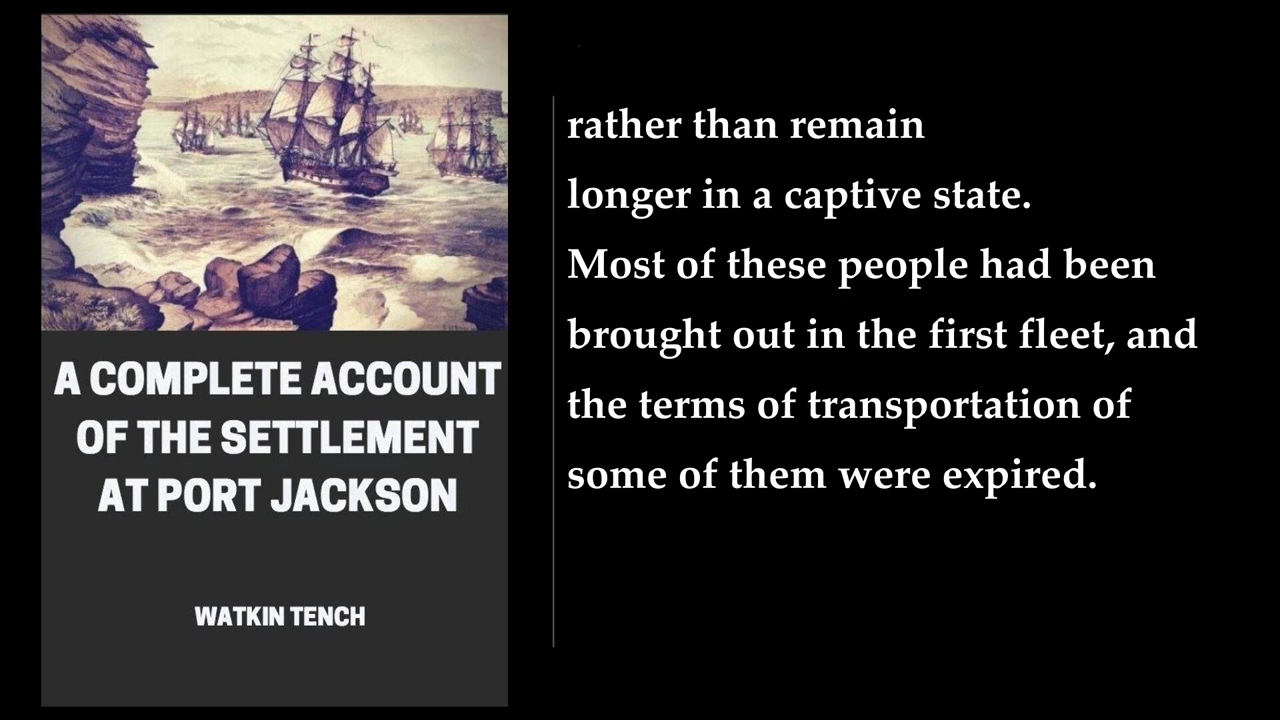 A COMPLETE ACCOUNT
OF THE SETTLEMENT
AT PORT JACKSON
WATKIN TENCH
rather than remain
longer in a captive state.
Most of these people had been
brought out in the first fleet, and
the terms of transportation of
some of them were expired.